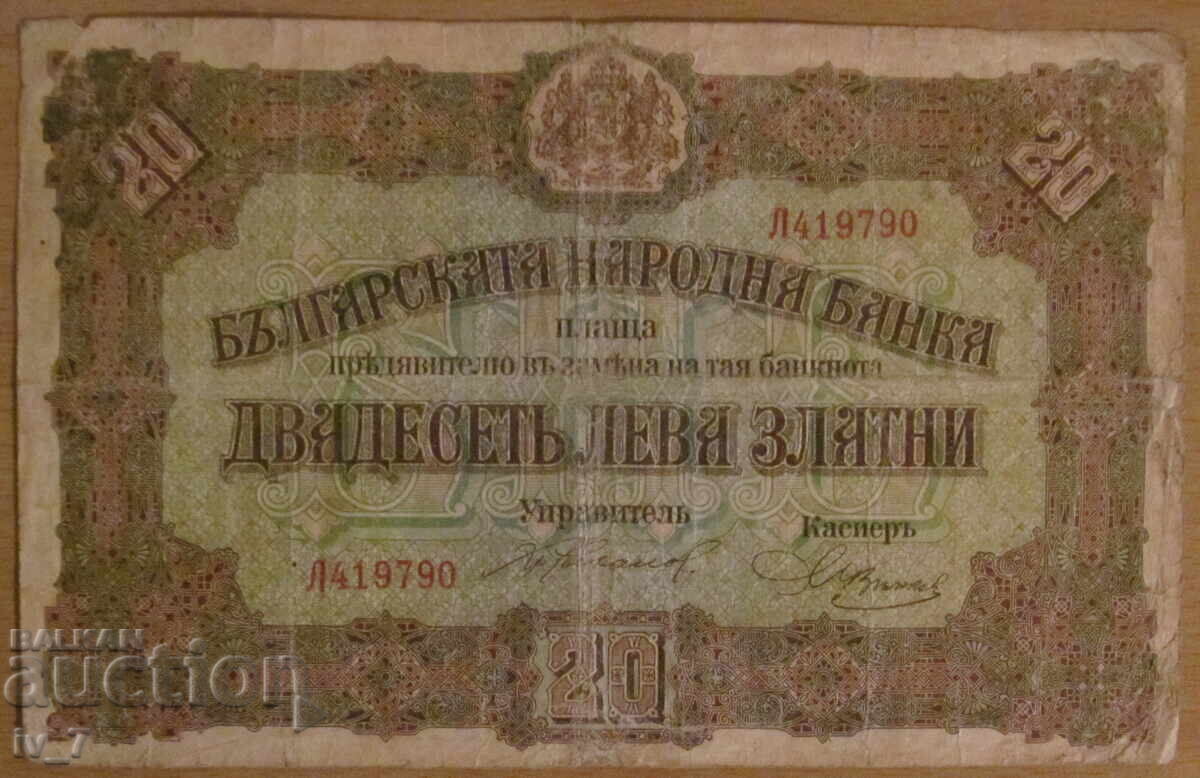 20
20
Л419790
БЪЛГАРСКАТА НАРОДНА БАНКА
плаща
прѣдявителю въ замѣна на тая банкнота
ДВАДЕСЕТЬ ЛЕВА ЗЛАТНИ
Управитель
Касиеръ
Л419790
20
BALKAN
auction
iv_7